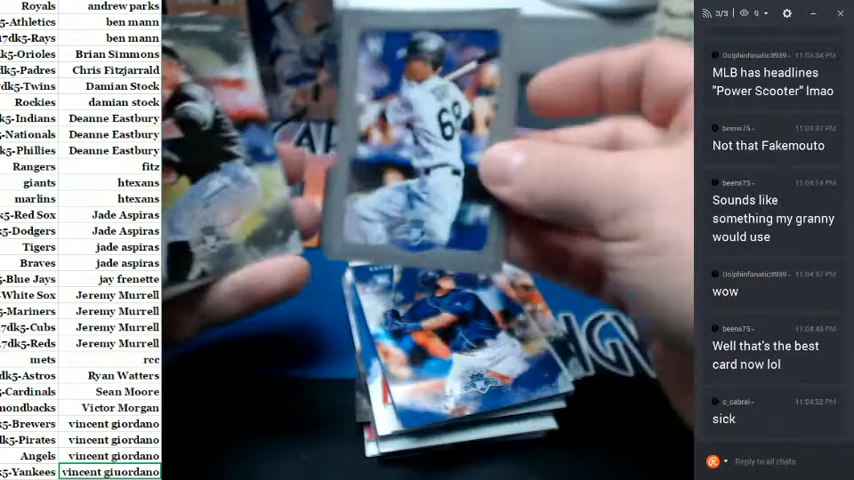 Royals andrew parks
-Athletics ben mann
7dk5-Rays ben mann
dk5-Orioles Brian Simmons
dk5-Padres Chris Fitzjarrald
dk5-Twins Damian Stock
Rockies damian stock
k5-Indians Deanne Eastbury
-Nationals Deanne Eastbury
k5-Phillies Deanne Eastbury
Rangers fitz
giants htexans
marlins htexans
k5-Red Sox Jade Aspiras
5-Dodgers Jade Aspiras
Tigers jade aspiras
Braves jade aspiras
5-Blue Jays jay frenette
-White Sox Jeremy Murrell
-Mariners Jeremy Murrell
7dk5-Cubs Jeremy Murrell
7dk5-Reds Jeremy Murrell
mets rcc
dk5-Astros Ryan Watters
-Cardinals Sean Moore
mondbacks Victor Morgan
k5-Brewers vincent giordano
k5-Pirates vincent giordano
Angels vincent giordano
k5-Yankees vincent giuordano
68
3/3 9
Dolphinfanatic3939 - 11:03:34 PM
MLB has headlines
"Power Scooter" lmao
beens75 - 11:03:37 PM
Not that Fakemouto
beens75 - 11:04:14 PM
Sounds like
something my granny
would use
Dolphinfanatic3939 - 11:04:37 PM
wow
beens75 - 11:04:48 PM
Well that's the best
card now lol
c_cabral - 11:04:52 PM
sick
Reply to all chats